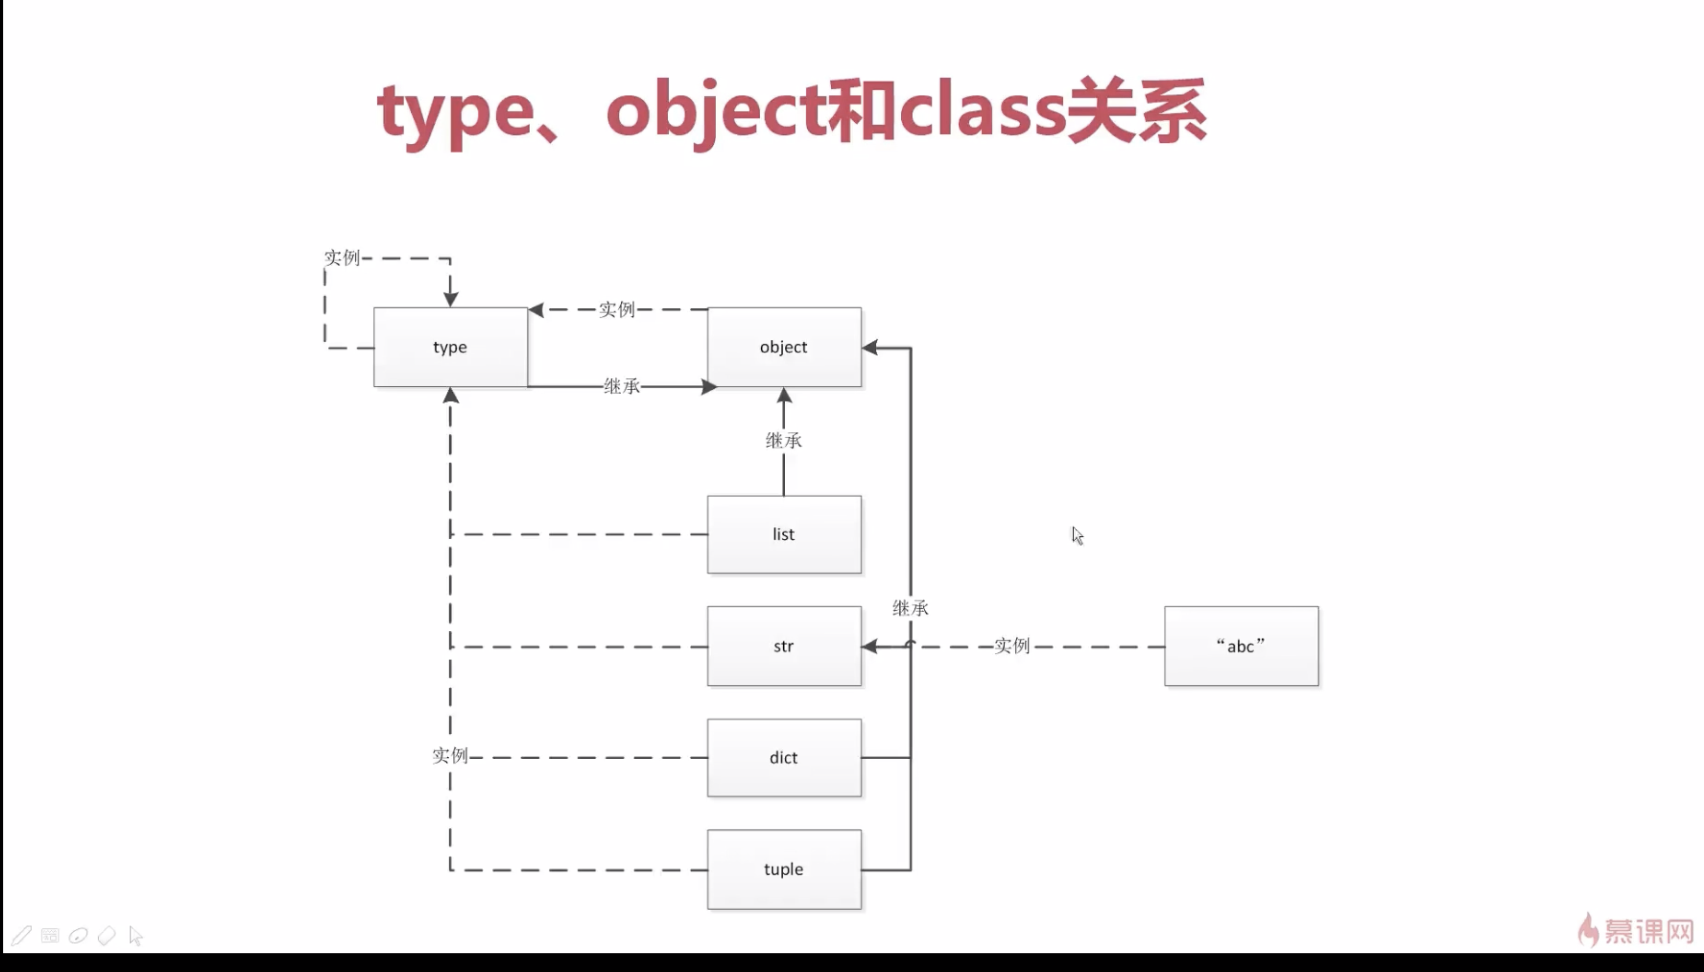 type、object和class关系
实例
实例
type
object
继承
继承
list
继承
str
实例
“abc”
实例
dict
tuple
慕课网